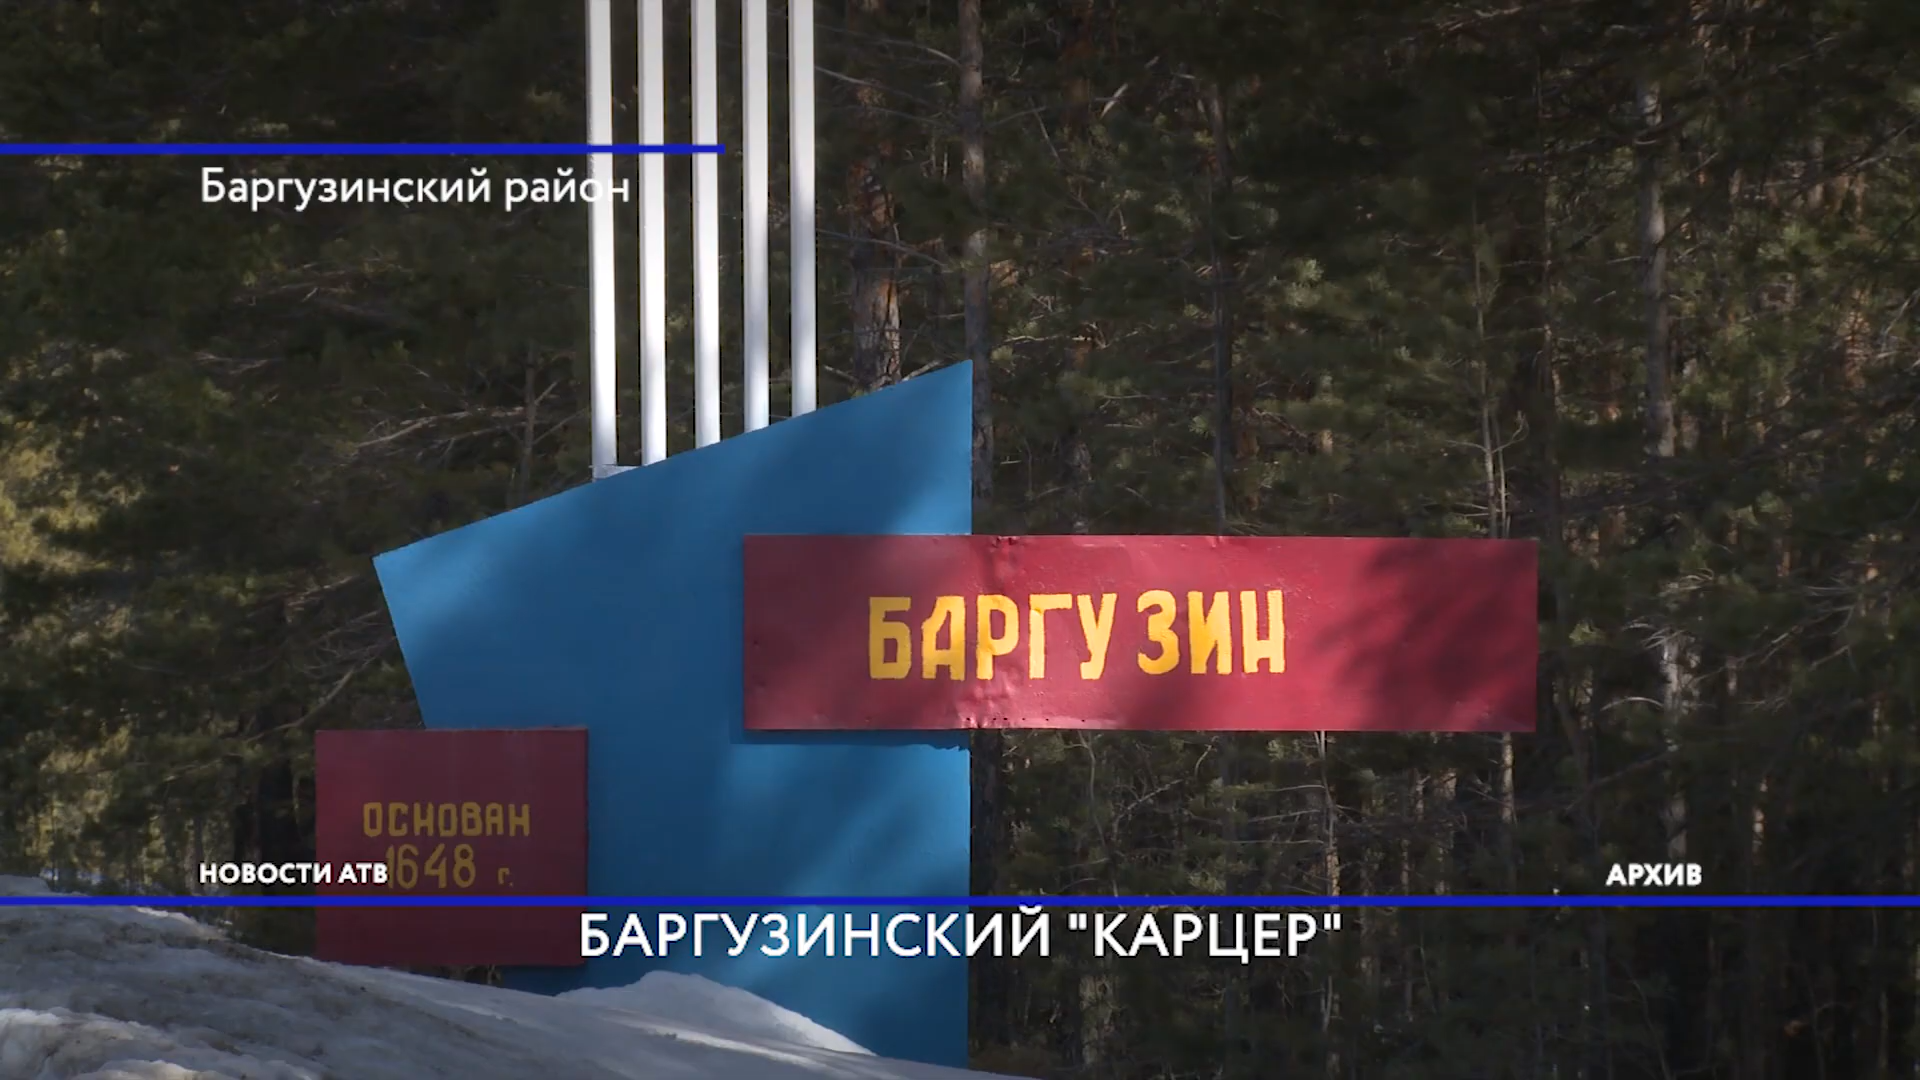 Баргузинский район
БАРГУЗИН
ОСНОВАН
1648 г.
НОВОСТИ АТВ
АРХИВ
БАРГУЗИНСКИЙ "КАРЦЕР"